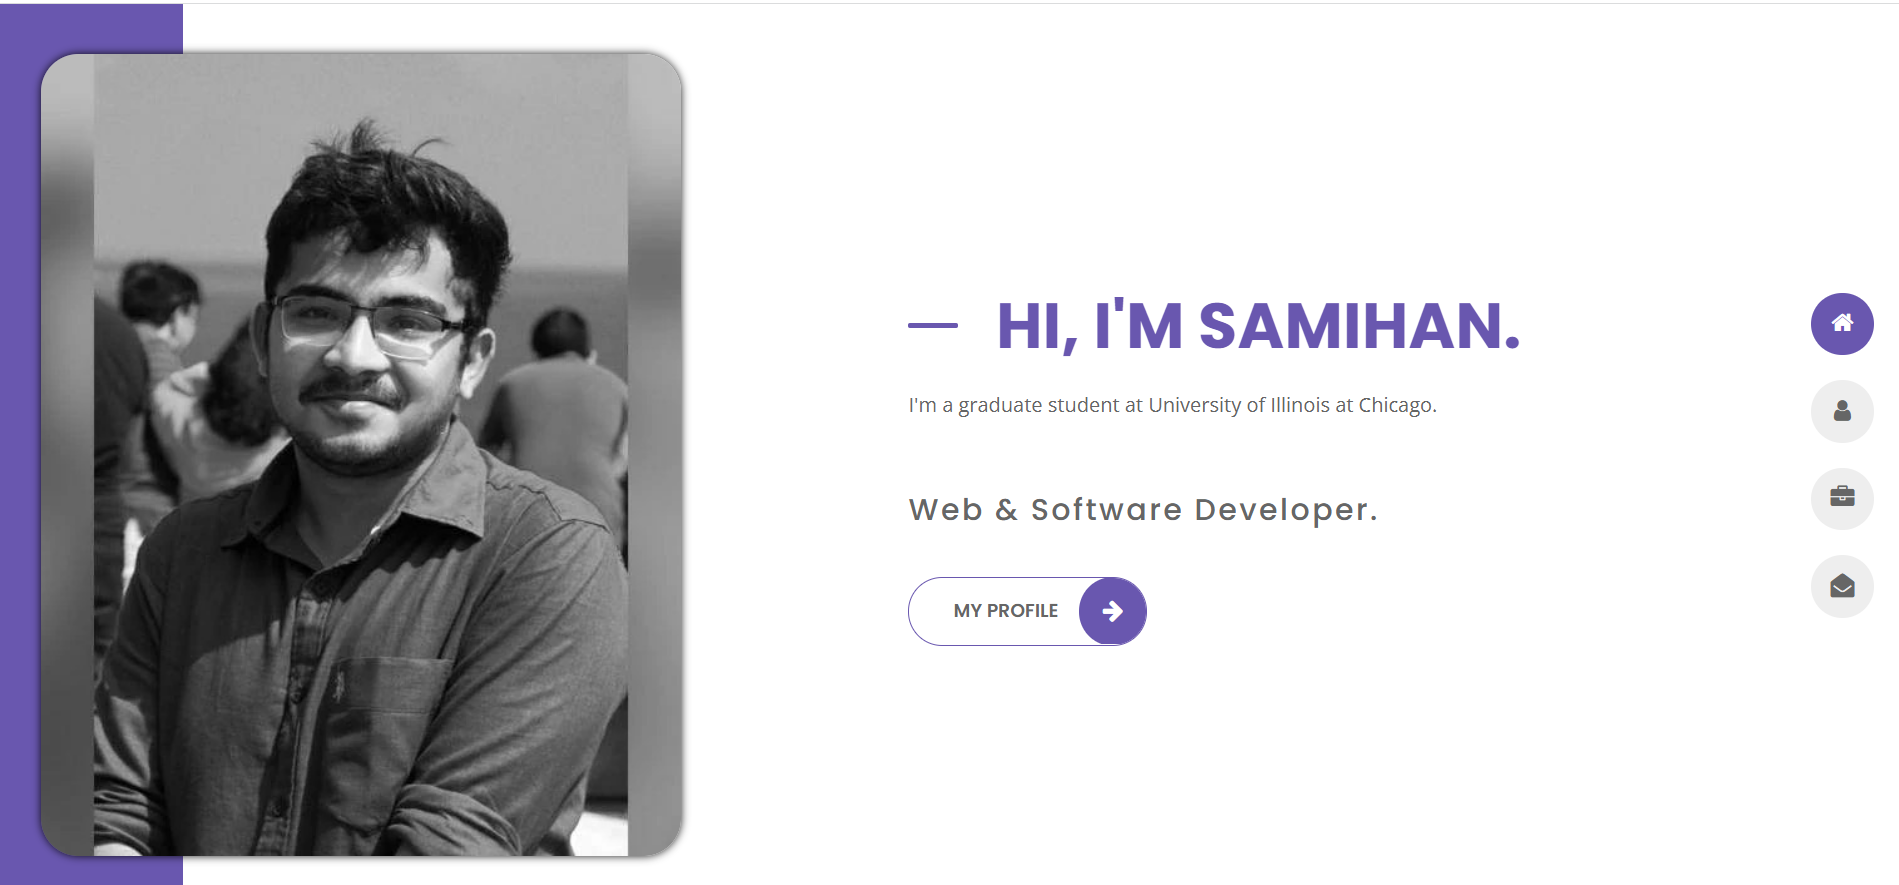 HI, I'M SAMIHAN.
I'm a graduate student at University of Illinois at Chicago.
Web & Software Developer.
MY PROFILE